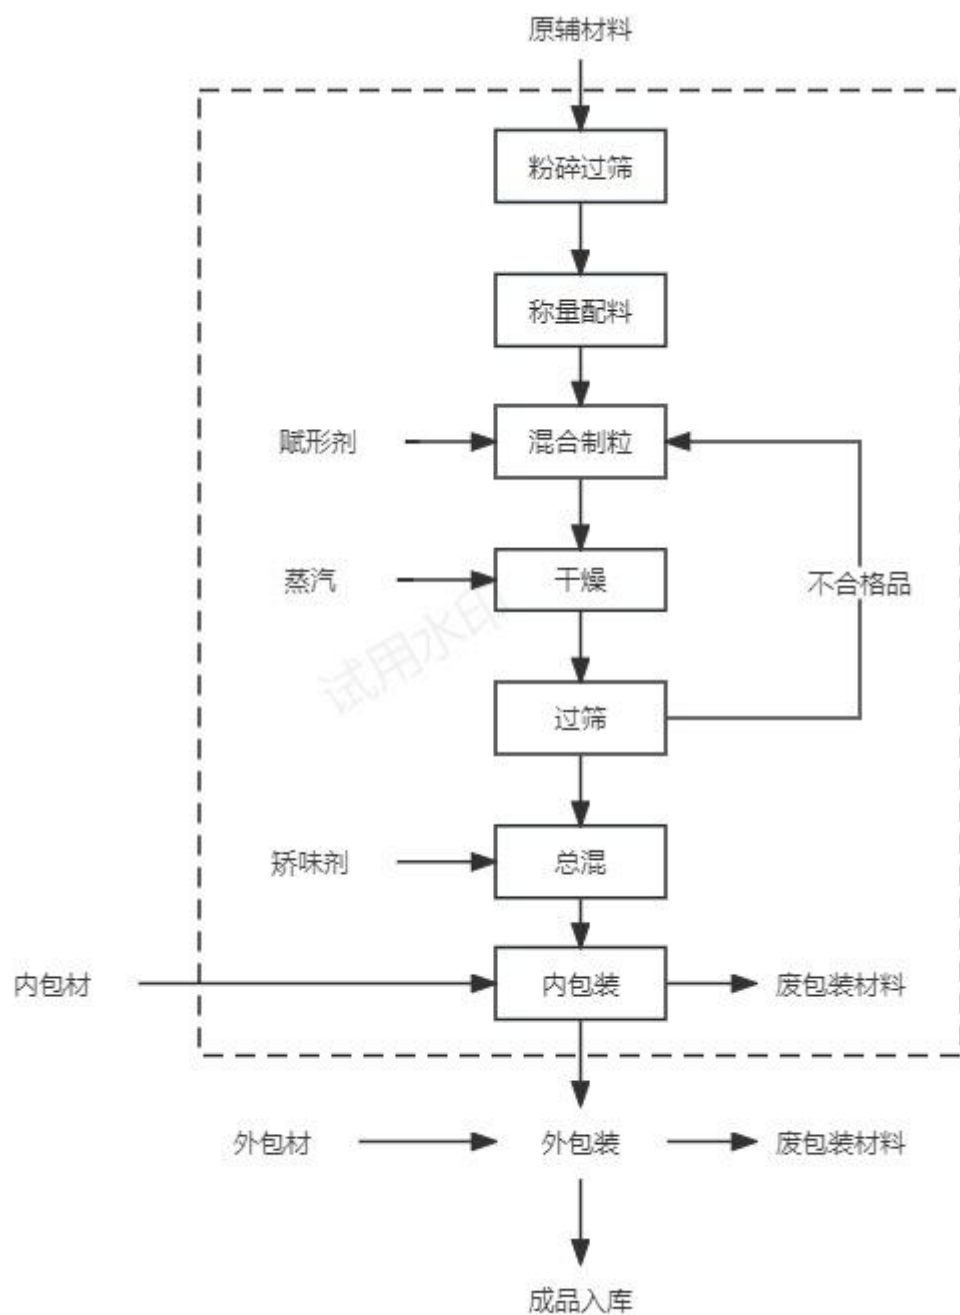 原辅材料
粉碎过筛
称量配料
赋形剂
混合制粒
蒸汽
干燥
不合格品
试用水印
过筛
矫味剂
总混
内包材
内包装
废包装材料
外包材
外包装
废包装材料
成品入库